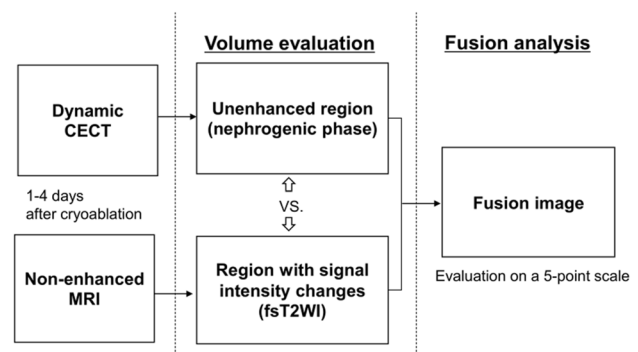 Volume evaluation
Fusion analysis
Dynamic
CECT
Unenhanced region
(nephrogenic phase)
1-4 days
after cryoablation
VS.
Fusion image
Non-enhanced
MRI
Region with signal
intensity changes
(fsT2WI)
Evaluation on a 5-point scale